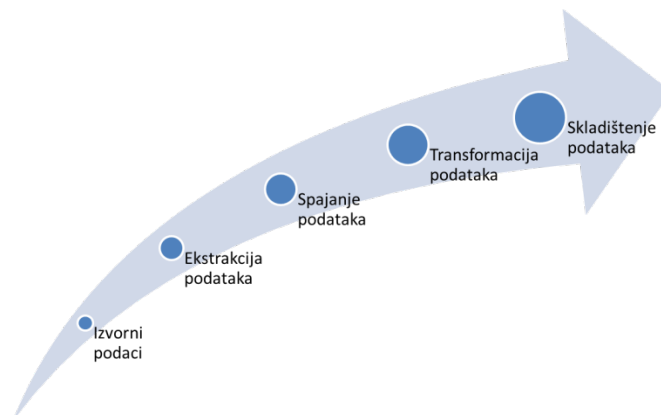 Izvorni
podaci
Ekstrakcija
podataka
Spajanje
podataka
Transformacija
podataka
Skladištenje
podataka